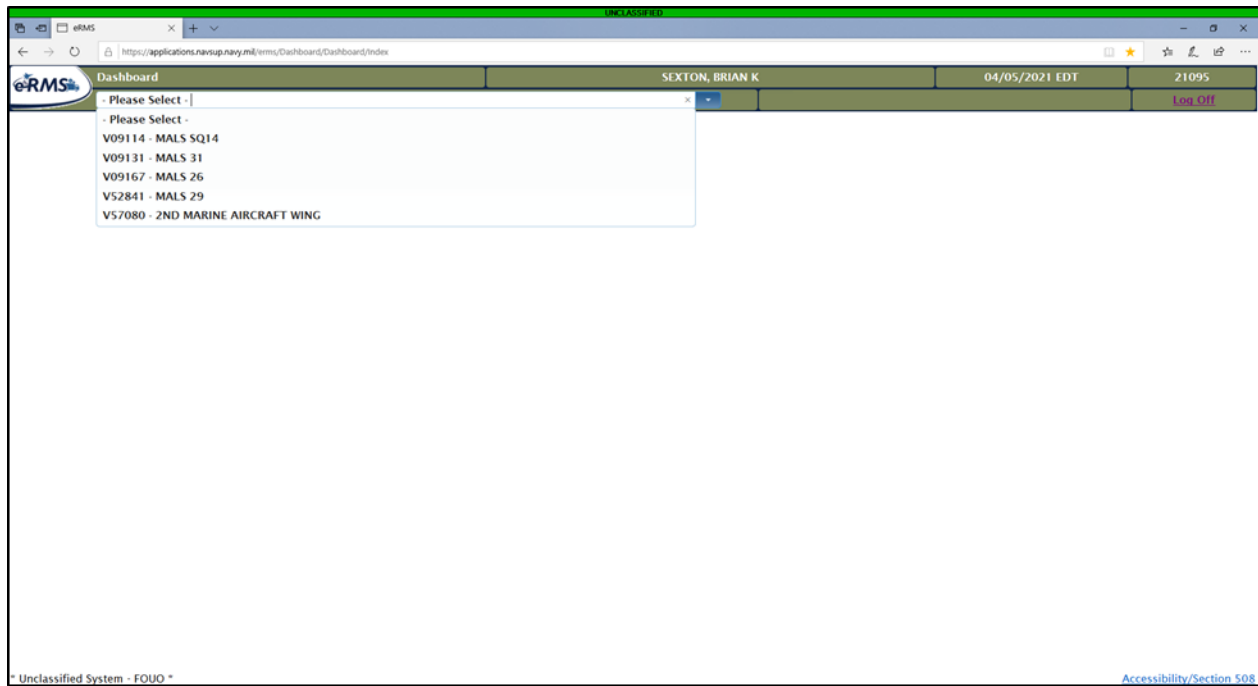 UNCLASSIFIED
eRMS
https://applications.navsup.navy.mil/erms/Dashboard/Dashboard/Index
eRMS Dashboard SEXTON, BRIAN K 04/05/2021 EDT 21095
- Please Select - Log Off
- Please Select -
V09114 - MALS SQ14
V09131 - MALS 31
V09167 - MALS 26
V52841 - MALS 29
V57080 - 2ND MARINE AIRCRAFT WING
* Unclassified System - FOUO * Accessibility/Section 508